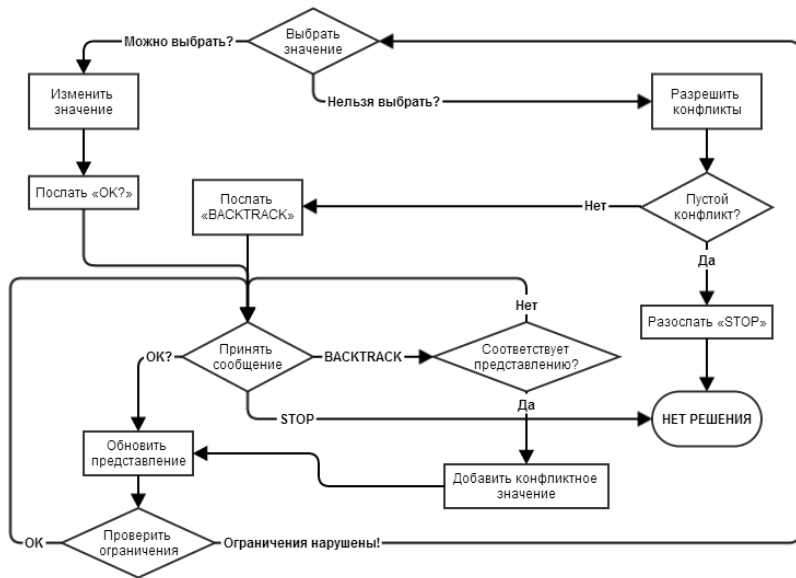 Выбрать
значение
Можно выбрать?
Изменить
значение
Нельзя выбрать?
Разрешить
конфликты
Послать «OK?»
Послать
«BACKTRACK»
Нет
Пустой
конфликт?
Да
Нет
Разослать «STOP»
OK?
Принять
сообщение
BACKTRACK
Соответствует
представлению?
Да
STOP
НЕТ РЕШЕНИЯ
Обновить
представление
Добавить конфликтное
значение
OK
Проверить
ограничения
Ограничения нарушены!